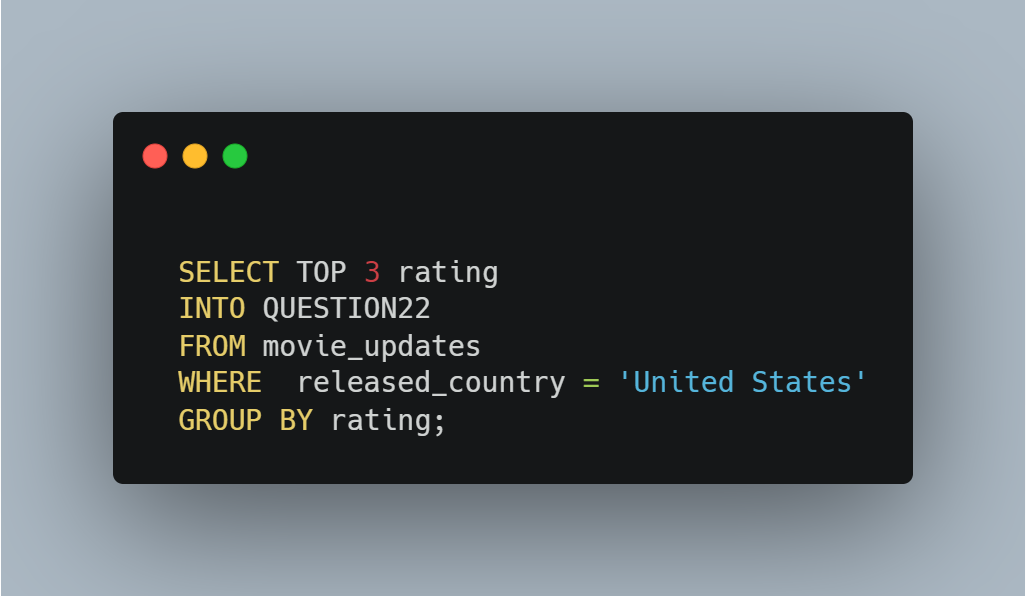 SELECT TOP 3 rating
INTO QUESTION22
FROM movie_updates
WHERE  released_country = 'United States'
GROUP BY rating;